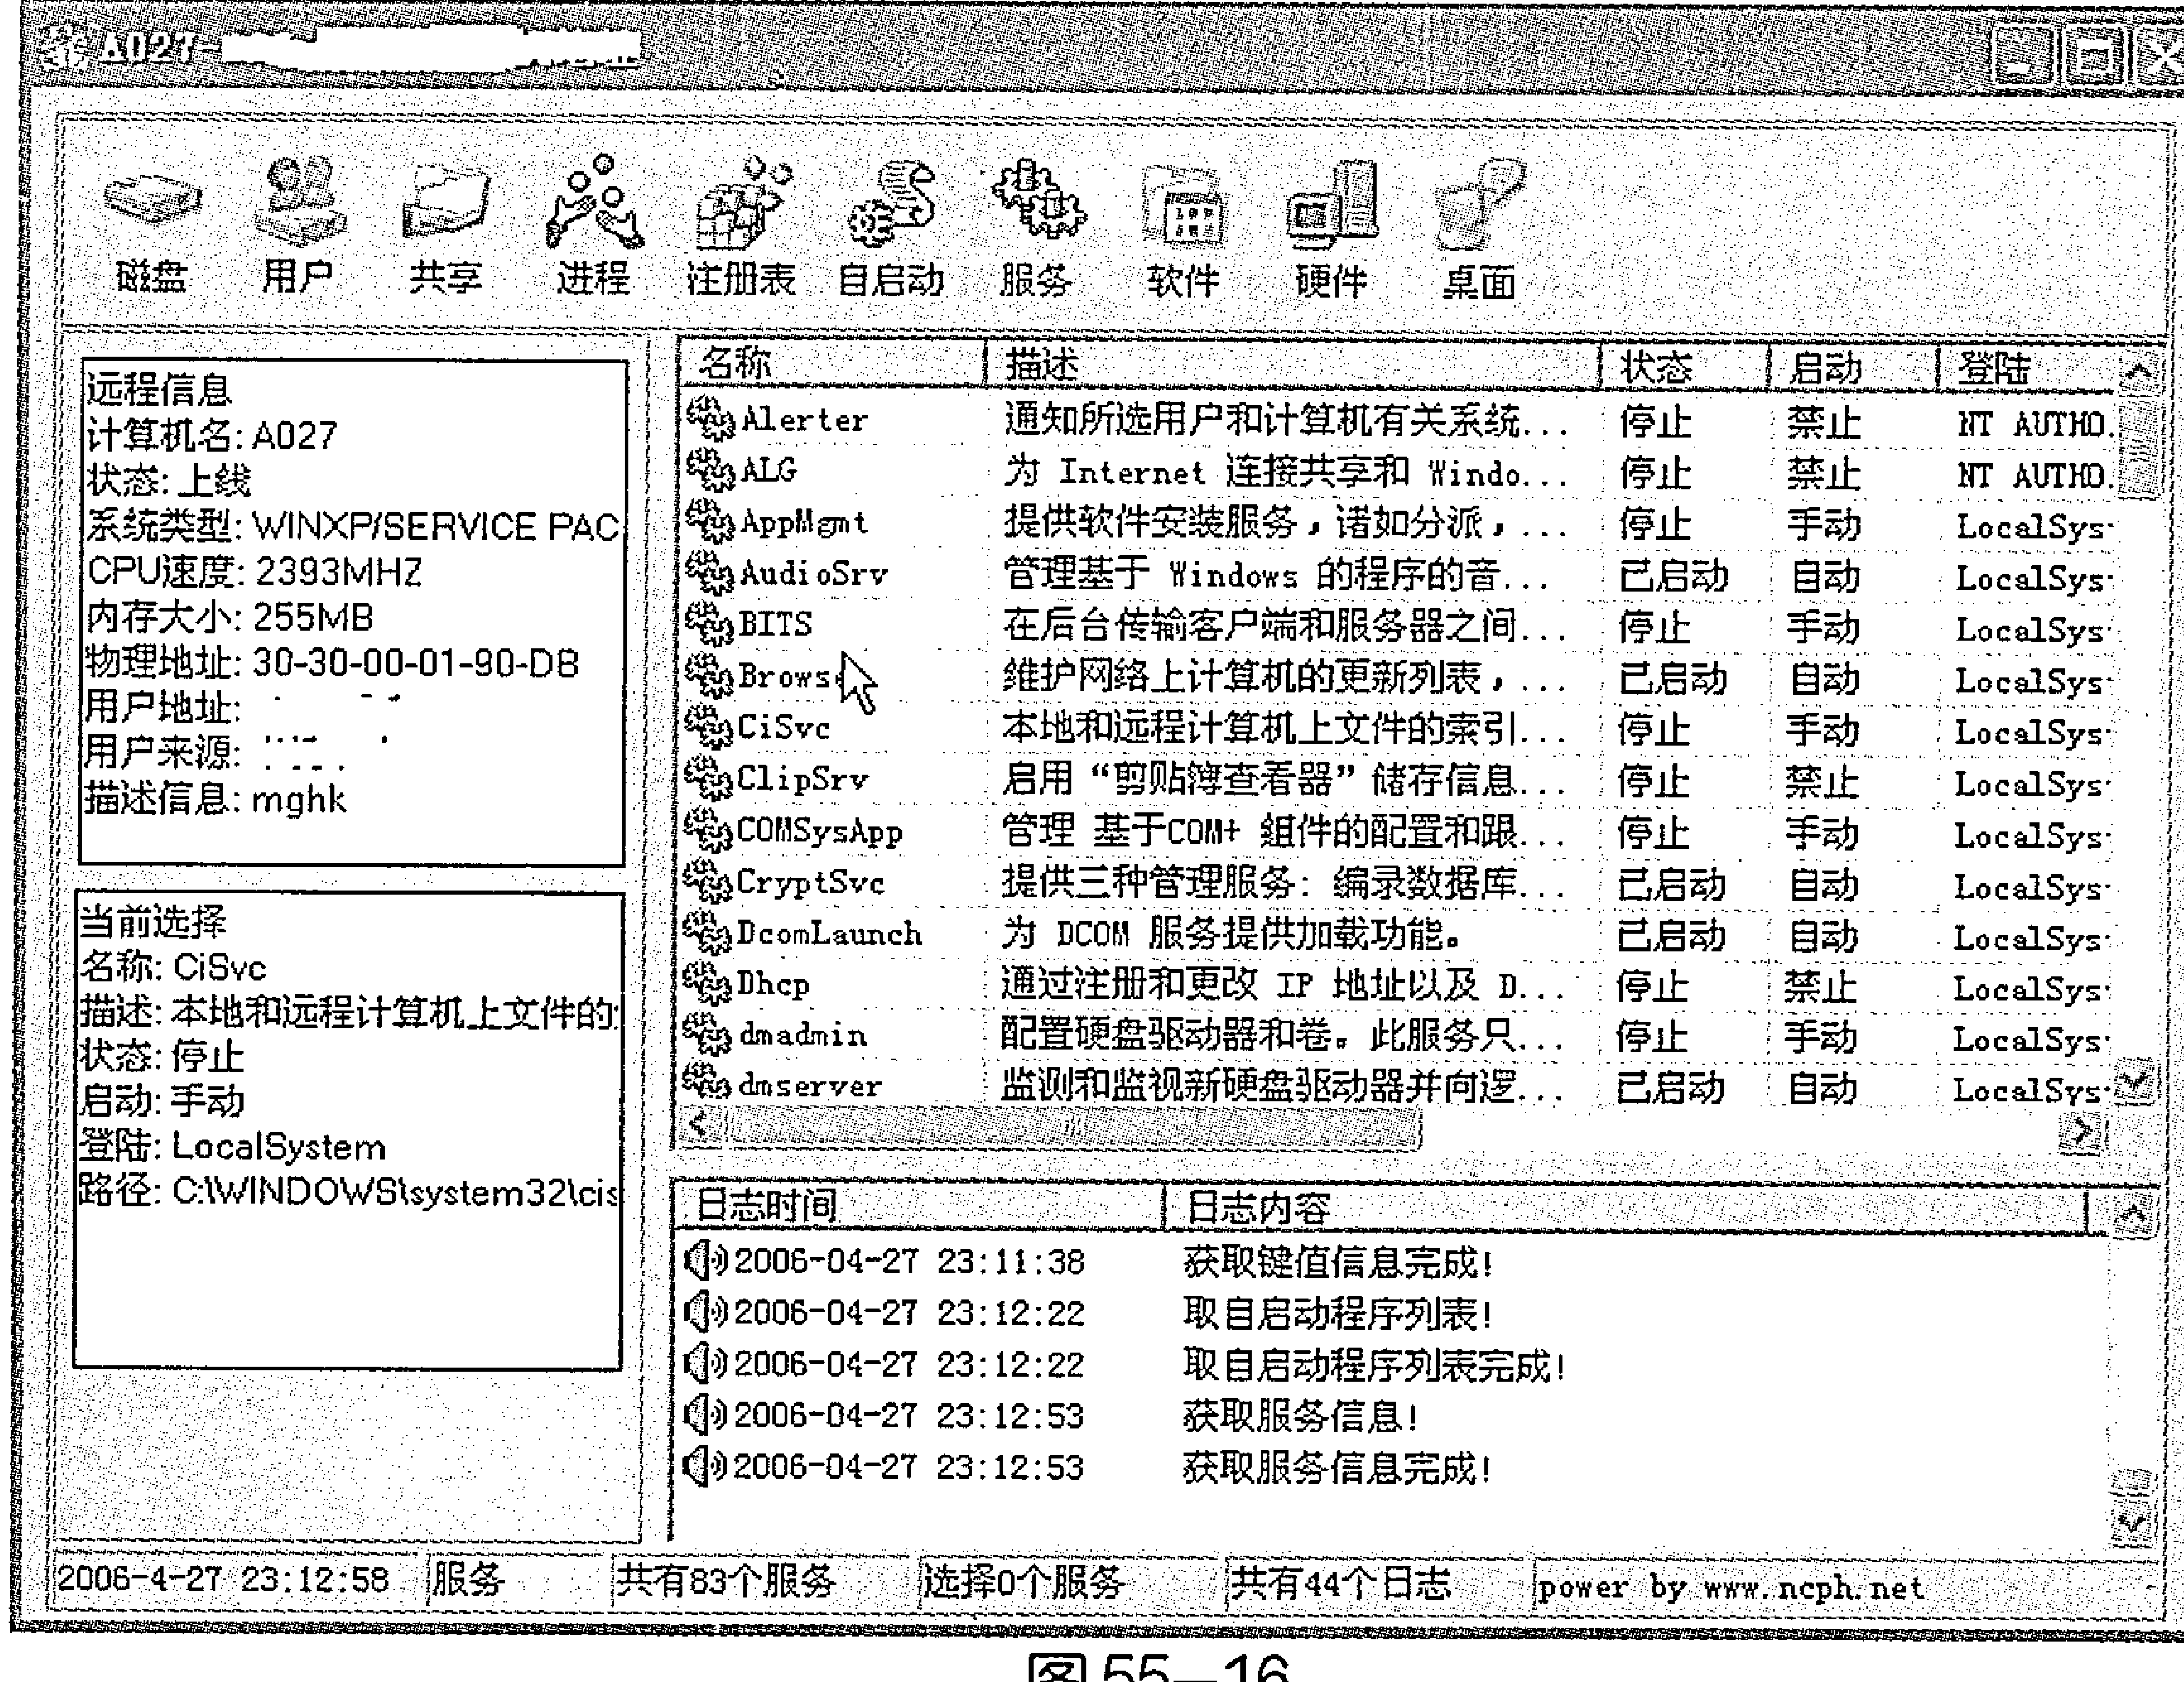 A027-
磁盘 用户 共享 进程 注册表 自启动 服务 软件 硬件 桌面
远程信息
计算机名: A027
状态: 上线
系统类型: WINXP/SERVICE PAC
CPU速度: 2393MHZ
内存大小: 255MB
物理地址: 30-30-00-01-90-DB
用户地址:
用户来源:
描述信息: mghk
当前选择
名称: CiSvc
描述: 本地和远程计算机上文件的
状态: 停止
启动: 手动
登陆: LocalSystem
路径: C:\WINDOWS\system32\cis
名称 描述 状态 启动 登陆
Alerter 通知所选用户和计算机有关系统... 停止 禁止 NT AUTHO.
ALG 为 Internet 连接共享和 Windo... 停止 禁止 NT AUTHO.
AppMgmt 提供软件安装服务，诸如分派，... 停止 手动 LocalSys
AudioSrv 管理基于 Windows 的程序的音... 已启动 自动 LocalSys
BITS 在后台传输客户端和服务器之间... 停止 手动 LocalSys
Brows 维护网络上计算机的更新列表，... 已启动 自动 LocalSys
CiSvc 本地和远程计算机上文件的索引... 停止 手动 LocalSys
ClipSrv 启用“剪贴簿查看器”储存信息... 停止 禁止 LocalSys
COMSysApp 管理 基于COM+ 组件的配置和跟... 停止 手动 LocalSys
CryptSvc 提供三种管理服务: 编录数据库... 已启动 自动 LocalSys
DcomLaunch 为 DCOM 服务提供加载功能。 已启动 自动 LocalSys
Dhcp 通过注册和更改 IP 地址以及 D... 停止 禁止 LocalSys
dmadmin 配置硬盘驱动器和卷。此服务只... 停止 手动 LocalSys
dmserver 监测和监视新硬盘驱动器并向逻... 已启动 自动 LocalSys
日志时间 日志内容
2006-04-27 23:11:38 获取键值信息完成!
2006-04-27 23:12:22 取自启动程序列表!
2006-04-27 23:12:22 取自启动程序列表完成!
2006-04-27 23:12:53 获取服务信息!
2006-04-27 23:12:53 获取服务信息完成!
2006-4-27 23:12:58 服务 共有83个服务 选择0个服务 共有44个日志 power by www.ncph.net
图 55-16